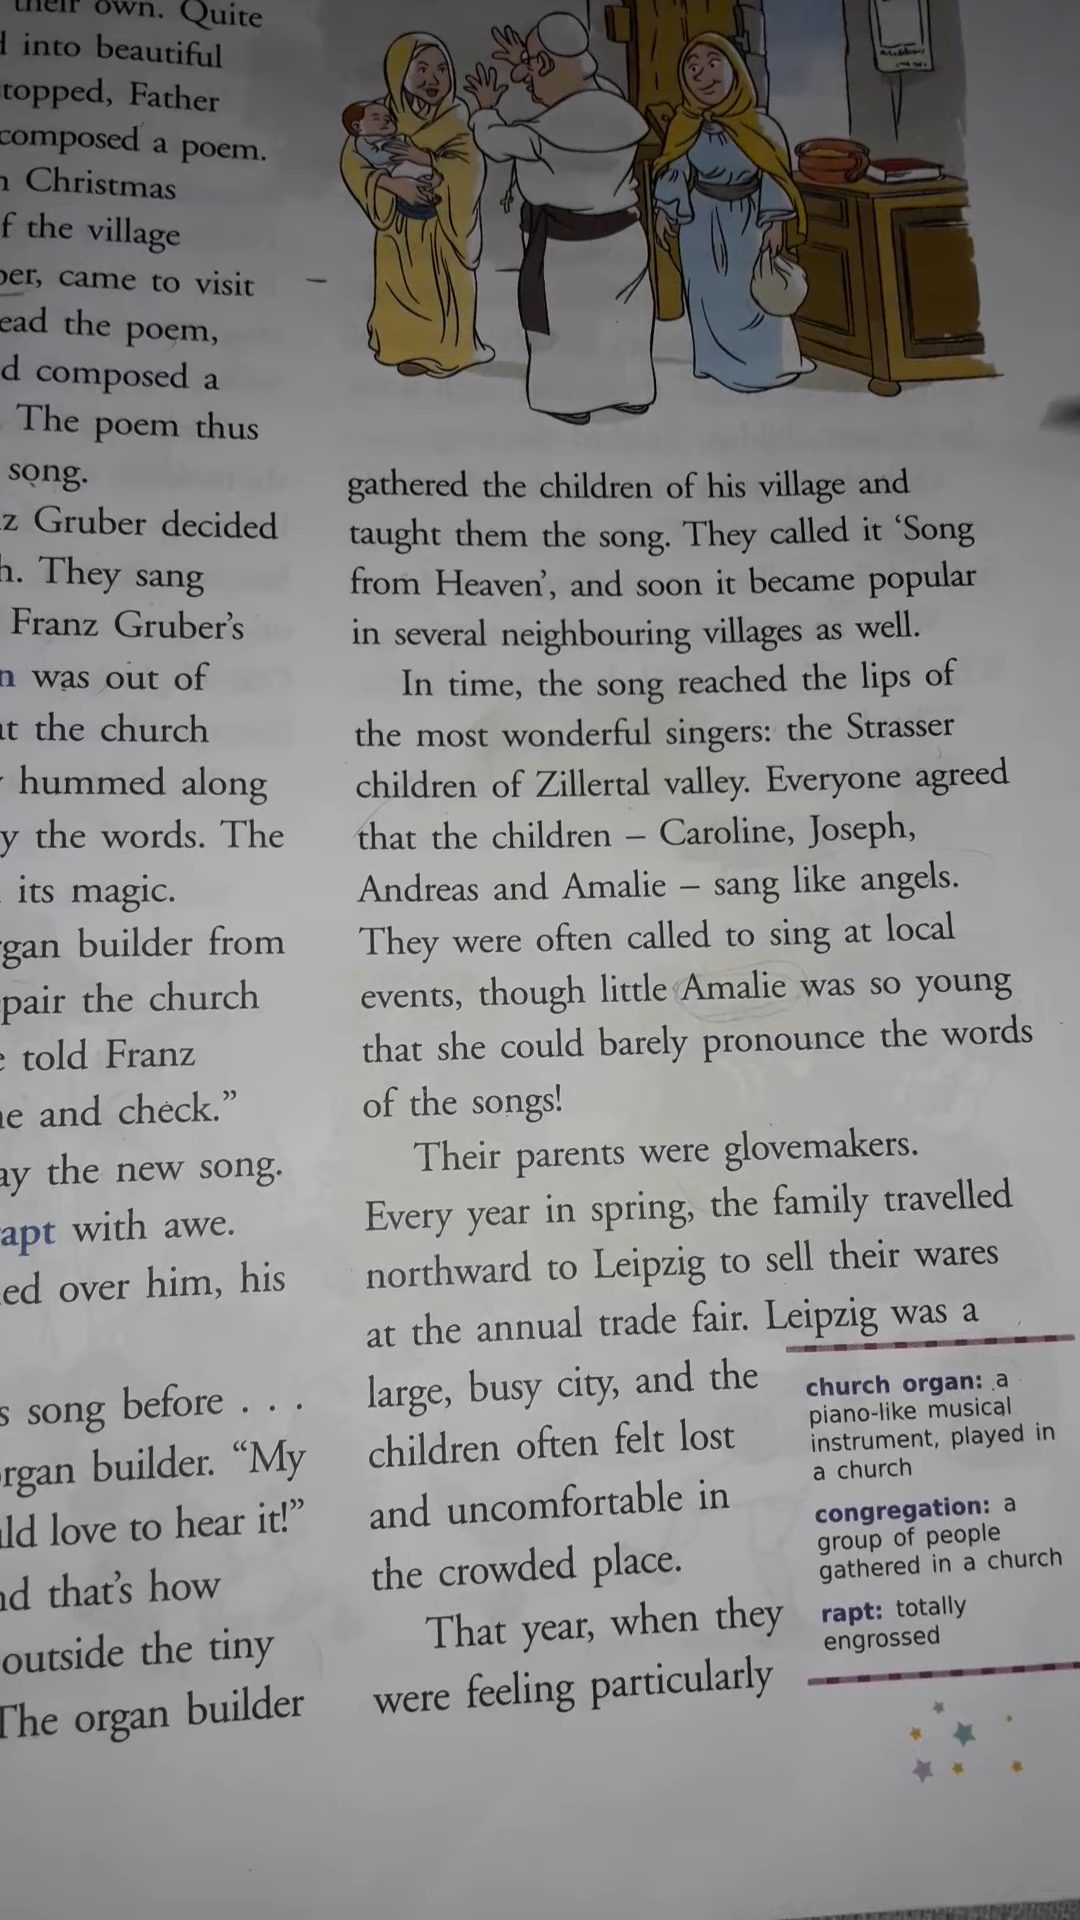 their own. Quite
into beautiful
Father
composed a poem.
Christmas
the village
came to visit
the poem,
composed a
The poem thus
song.
Gruber decided
They sang
Franz Gruber's
was out of
the church
hummed along
the words. The
its magic.
builder from
the church
told Franz
and check.”
the new song.
with awe.
over him, his
song before . . .
builder. “My
love to hear it!”
that's how
outside the tiny
The organ builder
gathered the children of his village and
taught them the song. They called it ‘Song
from Heaven’, and soon it became popular
in several neighbouring villages as well.
In time, the song reached the lips of
the most wonderful singers: the Strasser
children of Zillertal valley. Everyone agreed
that the children – Caroline, Joseph,
Andreas and Amalie – sang like angels.
They were often called to sing at local
events, though little Amalie was so young
that she could barely pronounce the words
of the songs!
Their parents were glovemakers.
Every year in spring, the family travelled
northward to Leipzig to sell their wares
at the annual trade fair. Leipzig was a
large, busy city, and the
children often felt lost
and uncomfortable in
the crowded place.
That year, when they
were feeling particularly
church organ: a
piano-like musical
instrument, played in
a church
congregation: a
group of people
gathered in a church
rapt: totally
engrossed